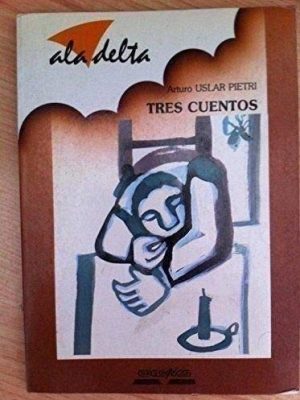 ala delta
Arturo USLAR PIETRI
TRES CUENTOS